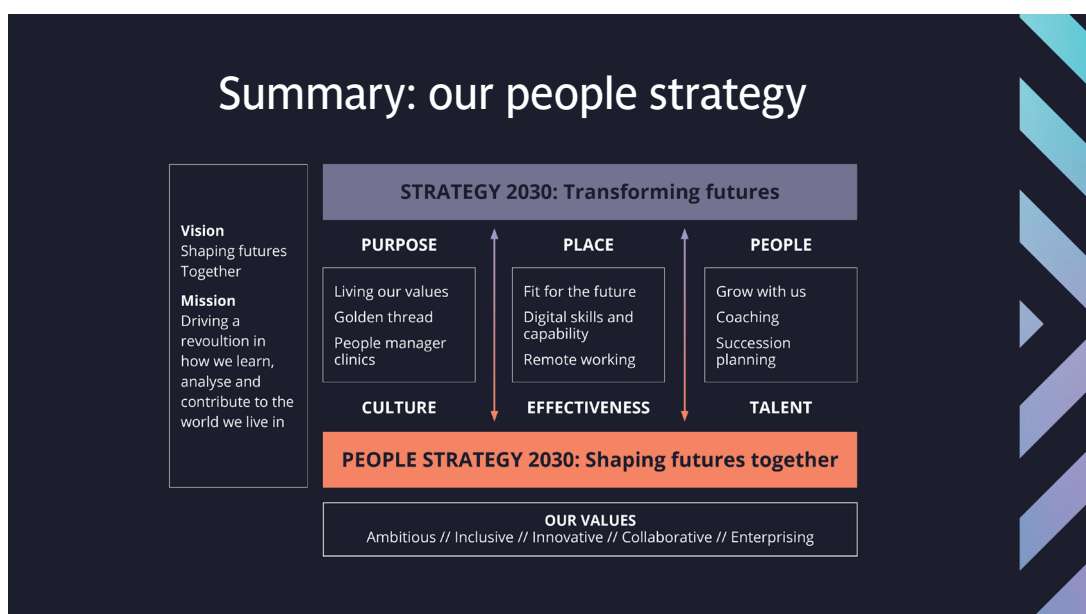 Summary: our people strategy
Vision
Shaping futures
Together
Mission
Driving a
revoultion in
how we learn,
analyse and
contribute to the
world we live in
STRATEGY 2030: Transforming futures
PURPOSE
Living our values
Golden thread
People manager
clinics
CULTURE
PLACE
Fit for the future
Digital skills and
capability
Remote working
EFFECTIVENESS
PEOPLE
Grow with us
Coaching
Succession
planning
TALENT
PEOPLE STRATEGY 2030: Shaping futures together
OUR VALUES
Ambitious // Inclusive // Innovative // Collaborative // Enterprising